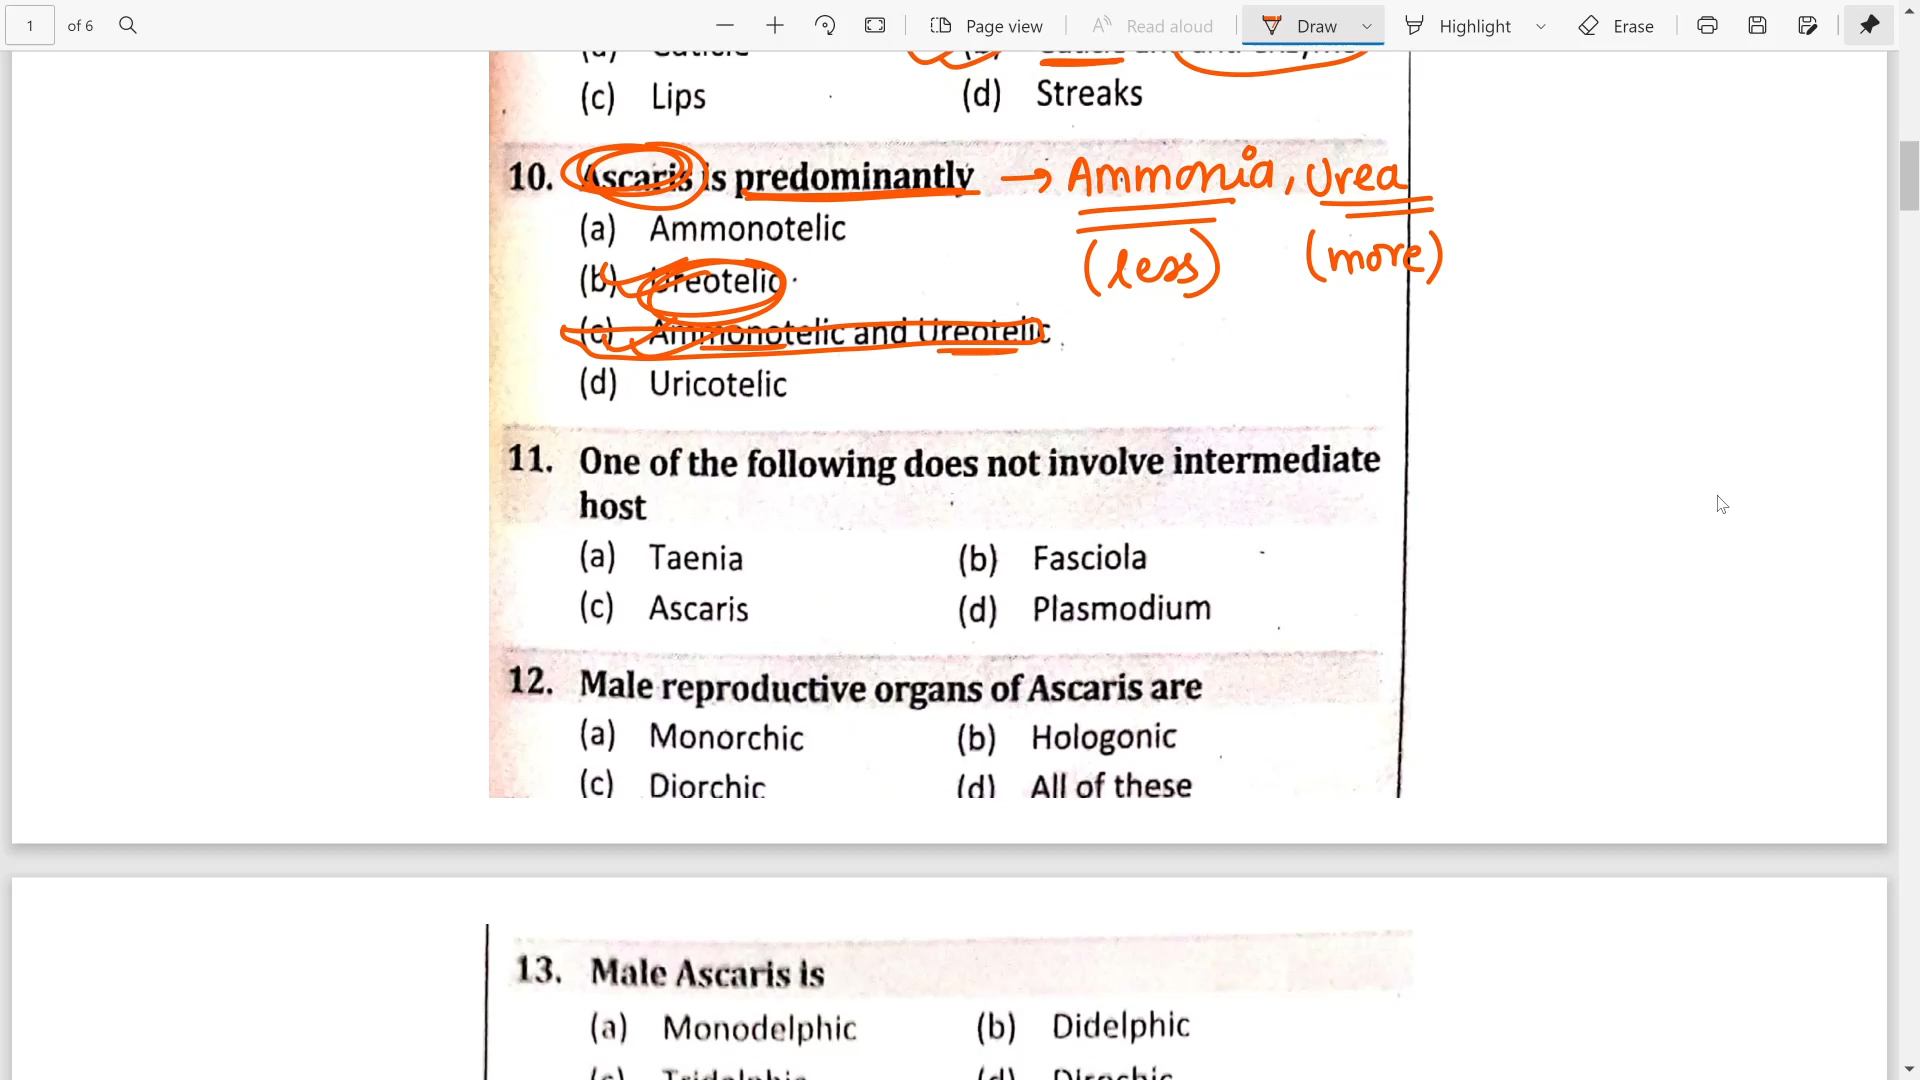 1 of 6 Page view Read aloud Draw Highlight Erase
(c) Lips (d) Streaks
10. Ascaris is predominantly → Ammonia, Urea
(a) Ammonotelic
(less) (more)
(b) Ureotelic
(c) Ammonotelic and Ureotelic
(d) Uricotelic
11. One of the following does not involve intermediate
host
(a) Taenia (b) Fasciola
(c) Ascaris (d) Plasmodium
12. Male reproductive organs of Ascaris are
(a) Monorchic (b) Hologonic
(c) Diorchic (d) All of these
13. Male Ascaris is
(a) Monodelphic (b) Didelphic